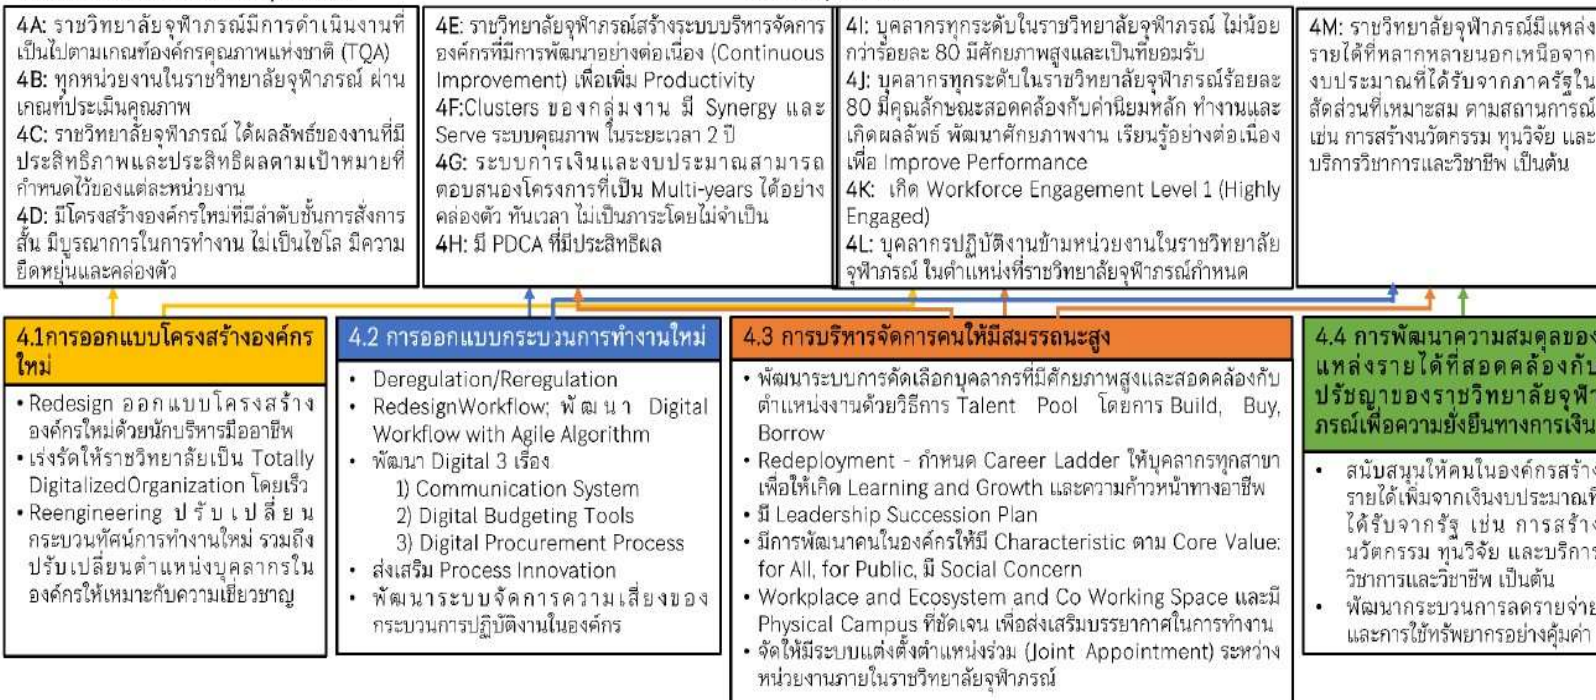 4A: ราชวิทยาลัยจุฬาภรณ์มีการดำเนินงานที่
เป็นไปตามเกณฑ์องค์กรคุณภาพแห่งชาติ (TQA)
4B: ทุกหน่วยงานในราชวิทยาลัยจุฬาภรณ์ ผ่าน
เกณฑ์ประเมินคุณภาพ
4C: ราชวิทยาลัยจุฬาภรณ์ ได้ผลลัพธ์ของงานที่มี
ประสิทธิภาพและประสิทธิผลตามเป้าหมายที่
กำหนดไว้ของแต่ละหน่วยงาน
4D: มีโครงสร้างองค์กรใหม่ที่มีลำดับชั้นการสั่งการ
สั้น มีบูรณาการในการทำงาน ไม่เป็นไซโล มีความ
ยืดหยุ่นและคล่องตัว
4E: ราชวิทยาลัยจุฬาภรณ์สร้างระบบบริหารจัดการ
องค์กรที่มีการพัฒนาอย่างต่อเนื่อง (Continuous
Improvement) เพื่อเพิ่ม Productivity
4F:Clusters ของกลุ่มงาน มี Synergy และ
Serve ระบบคุณภาพ ในระยะเวลา 2 ปี
4G: ระบบการเงินและงบประมาณสามารถ
ตอบสนองโครงการที่เป็น Multi-years ได้อย่าง
คล่องตัว ทันเวลา ไม่เป็นภาระโดยไม่จำเป็น
4H: มี PDCA ที่มีประสิทธิผล
4I: บุคลากรทุกระดับในราชวิทยาลัยจุฬาภรณ์ ไม่น้อย
กว่าร้อยละ 80 มีศักยภาพสูงและเป็นที่ยอมรับ
4J: บุคลากรทุกระดับในราชวิทยาลัยจุฬาภรณ์ร้อยละ
80 มีคุณลักษณะสอดคล้องกับค่านิยมหลัก ทำงานและ
เกิดผลลัพธ์ พัฒนาศักยภาพงาน เรียนรู้อย่างต่อเนื่อง
เพื่อ Improve Performance
4K: เกิด Workforce Engagement Level 1 (Highly
Engaged)
4L: บุคลากรปฏิบัติงานข้ามหน่วยงานในราชวิทยาลัย
จุฬาภรณ์ ในตำแหน่งที่ราชวิทยาลัยจุฬาภรณ์กำหนด
4M: ราชวิทยาลัยจุฬาภรณ์มีแหล่ง
รายได้ที่หลากหลายนอกเหนือจาก
งบประมาณที่ได้รับจากภาครัฐใน
สัดส่วนที่เหมาะสม ตามสถานการณ์
เช่น การสร้างนวัตกรรม ทุนวิจัย และ
บริการวิชาการและวิชาชีพ เป็นต้น
4.1การออกแบบโครงสร้างองค์กร
ใหม่
• Redesign ออกแบบโครงสร้าง
องค์กรใหม่ด้วยนักบริหารมืออาชีพ
• เร่งรัดให้ราชวิทยาลัยเป็น Totally
DigitalizedOrganization โดยเร็ว
• Reengineering ปรับเปลี่ยน
กระบวนทัศน์การทำงานใหม่ รวมถึง
ปรับเปลี่ยนตำแหน่งบุคลากรใน
องค์กรให้เหมาะกับความเชี่ยวชาญ
4.2 การออกแบบกระบวนการทำงานใหม่
• Deregulation/Reregulation
• RedesignWorkflow; พัฒนา Digital
Workflow with Agile Algorithm
• พัฒนา Digital 3 เรื่อง
1) Communication System
2) Digital Budgeting Tools
3) Digital Procurement Process
• ส่งเสริม Process Innovation
• พัฒนาระบบจัดการความเสี่ยงของ
กระบวนการปฏิบัติงานในองค์กร
4.3 การบริหารจัดการคนให้มีสมรรถนะสูง
• พัฒนาระบบการคัดเลือกบุคลากรที่มีศักยภาพสูงและสอดคล้องกับ
ตำแหน่งงานด้วยวิธีการ Talent Pool โดยการ Build, Buy,
Borrow
• Redeployment - กำหนด Career Ladder ให้บุคลากรทุกสาขา
เพื่อให้เกิด Learning and Growth และความก้าวหน้าทางอาชีพ
• มี Leadership Succession Plan
• มีการพัฒนาคนในองค์กรให้มี Characteristic ตาม Core Value:
for All, for Public, มี Social Concern
• Workplace and Ecosystem and Co Working Space และมี
Physical Campus ที่ชัดเจน เพื่อส่งเสริมบรรยากาศในการทำงาน
• จัดให้มีระบบแต่งตั้งตำแหน่งร่วม (Joint Appointment) ระหว่าง
หน่วยงานภายในราชวิทยาลัยจุฬาภรณ์
4.4 การพัฒนาความสมดุลของ
แหล่งรายได้ที่สอดคล้องกับ
ปรัชญาของราชวิทยาลัยจุฬา
ภรณ์เพื่อความยั่งยืนทางการเงิน
• สนับสนุนให้คนในองค์กรสร้าง
รายได้เพิ่มจากเงินงบประมาณที่
ได้รับจากรัฐ เช่น การสร้าง
นวัตกรรม ทุนวิจัย และบริการ
วิชาการและวิชาชีพ เป็นต้น
• พัฒนากระบวนการลดรายจ่าย
และการใช้ทรัพยากรอย่างคุ้มค่า